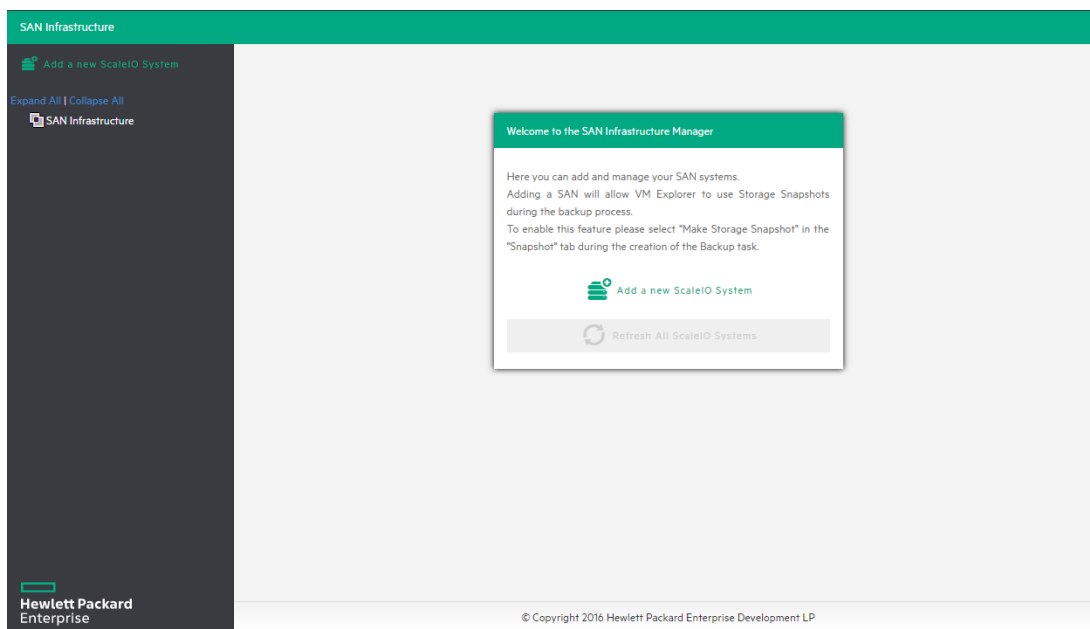 SAN Infrastructure
Add a new ScaleIO System
Expand All | Collapse All
SAN Infrastructure
Welcome to the SAN Infrastructure Manager
Here you can add and manage your SAN systems.
Adding a SAN will allow VM Explorer to use Storage Snapshots
during the backup process.
To enable this feature please select "Make Storage Snapshot" in the
"Snapshot" tab during the creation of the Backup task.
Add a new ScaleIO System
Refresh All ScaleIO Systems
Hewlett Packard
Enterprise
© Copyright 2016 Hewlett Packard Enterprise Development LP